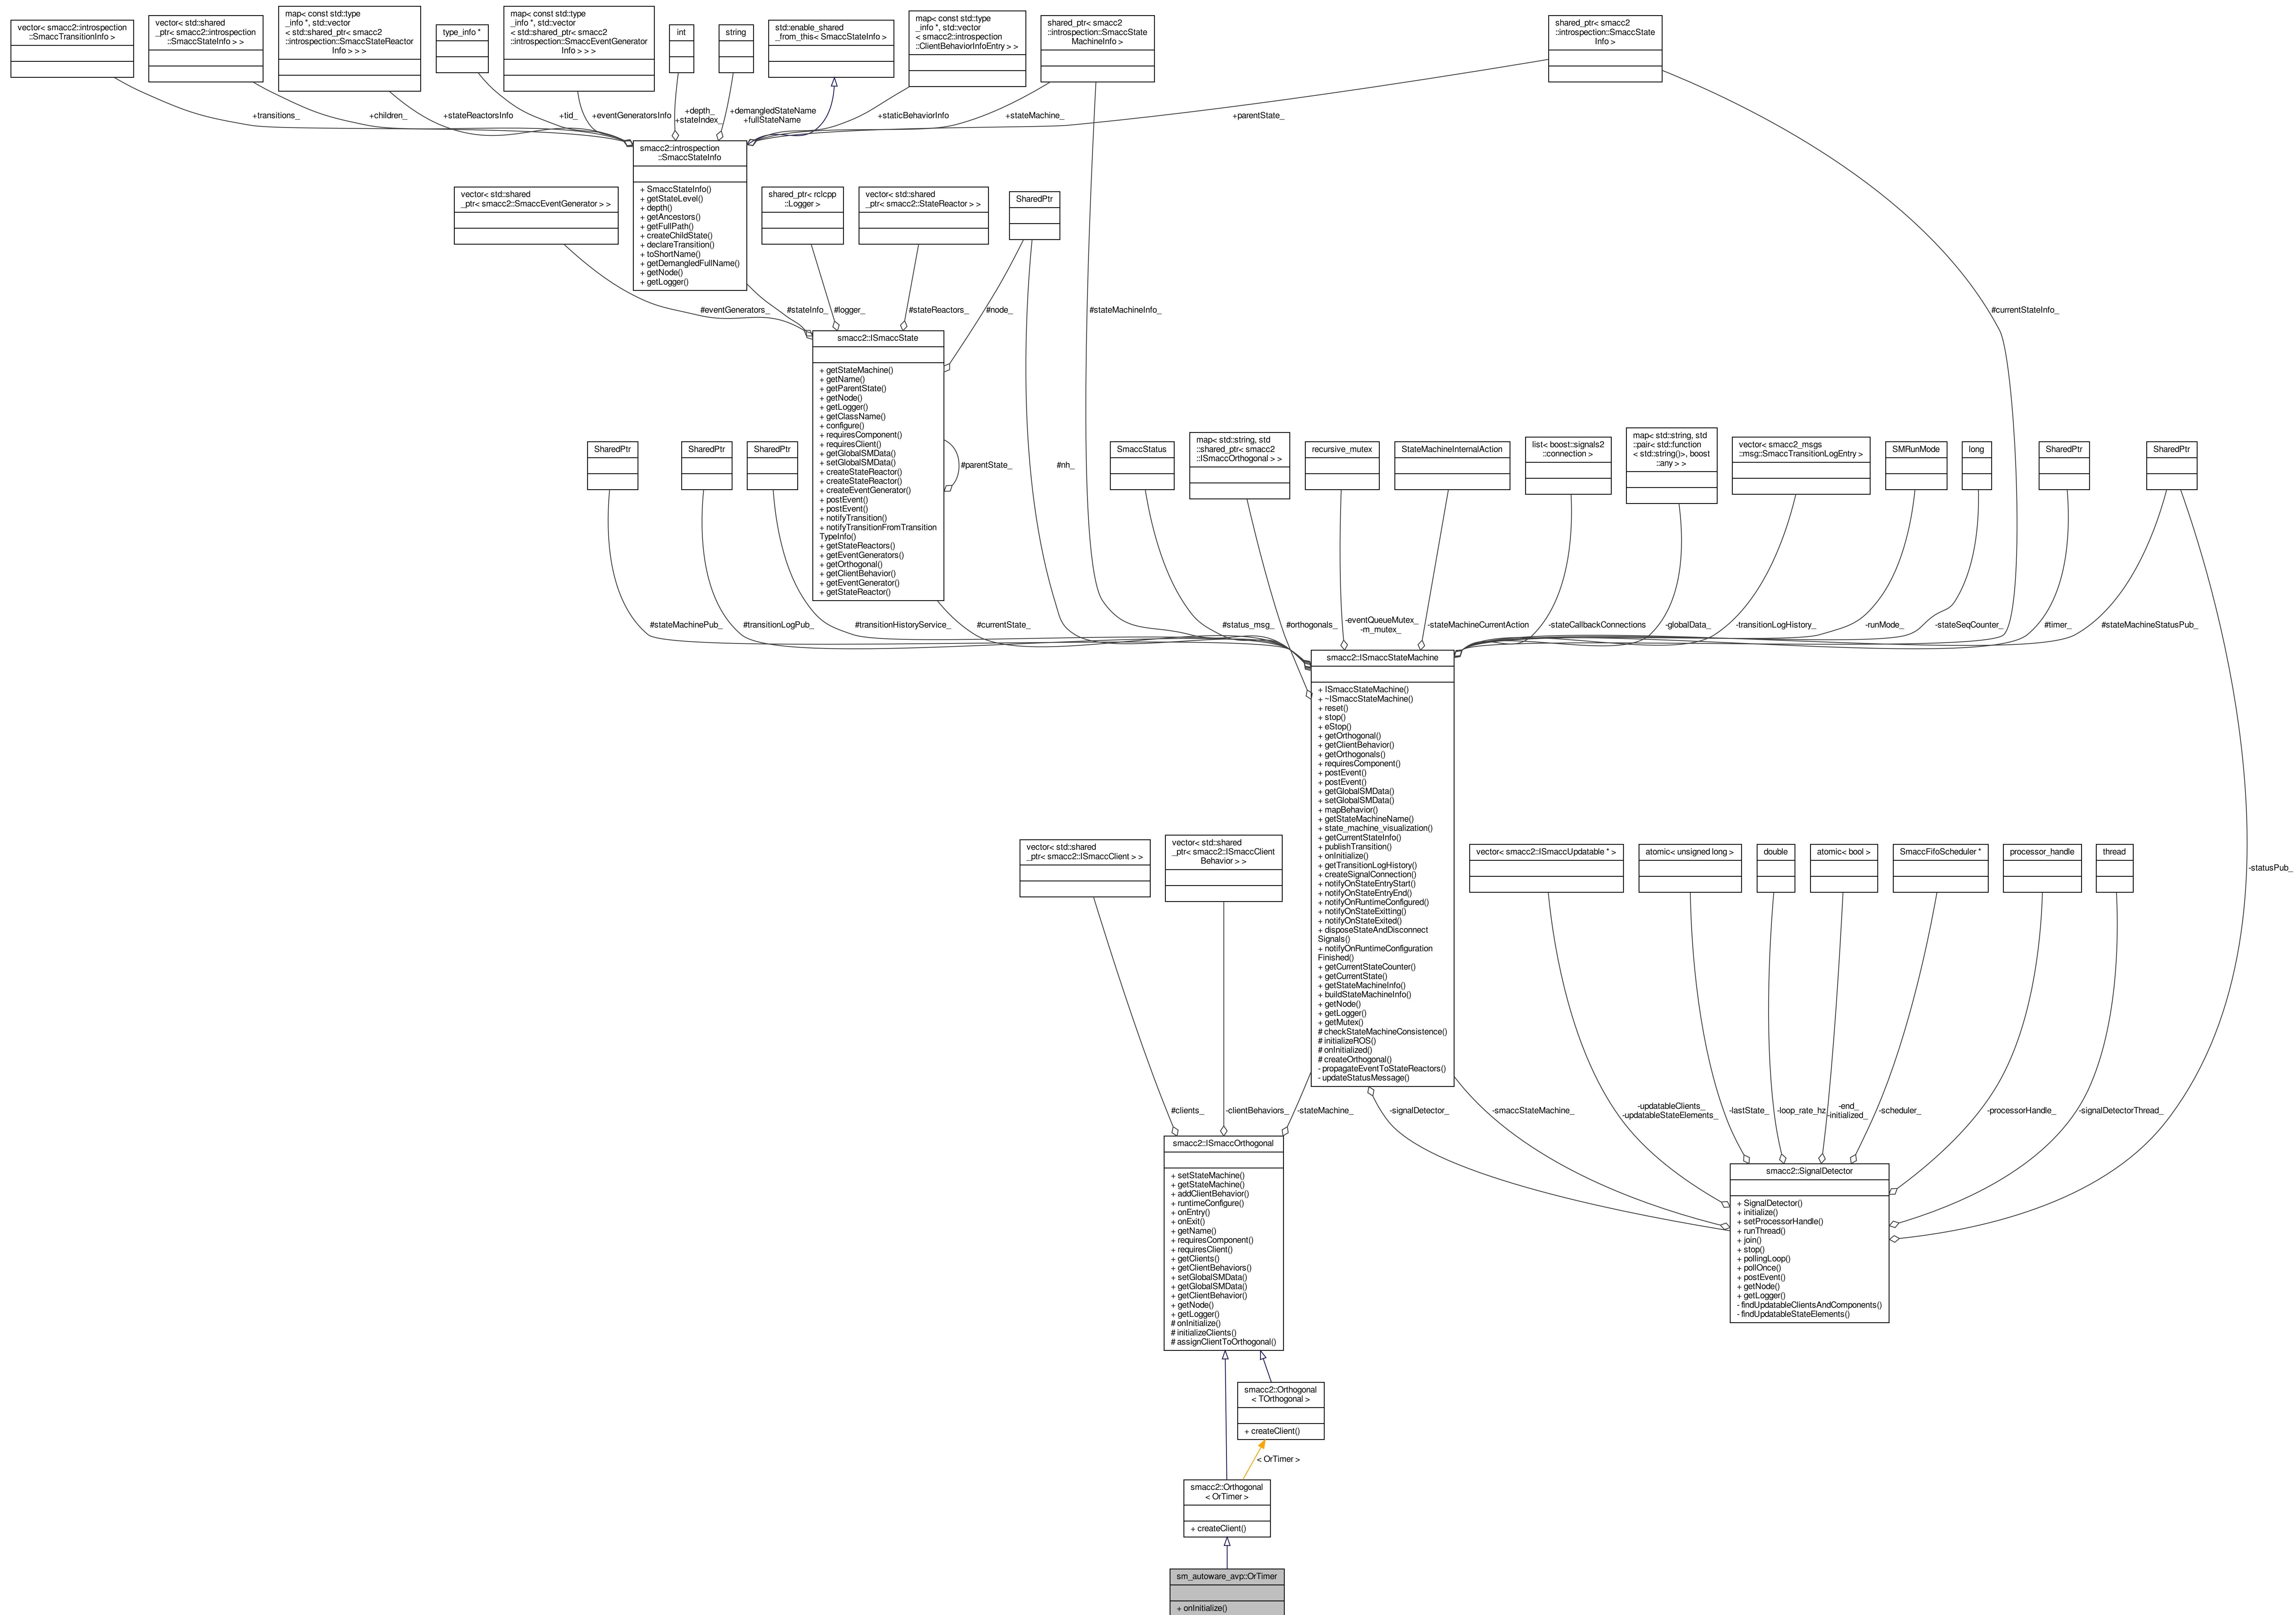 vector< smacc2::introspection
::SmaccTransitionInfo >
vector< std::shared
_ptr< smacc2::introspection
::SmaccStateInfo > >
map< const std::type
_info *, std::vector
< std::shared_ptr< smacc2
::introspection::SmaccStateReactor
Info > > >
type_info *
map< const std::type
_info *, std::vector
< std::shared_ptr< smacc2
::introspection::SmaccEventGenerator
Info > > >
int
string
std::enable_shared
_from_this< SmaccStateInfo >
map< const std::type
_info *, std::vector
< smacc2::introspection
::ClientBehaviorInfoEntry > >
shared_ptr< smacc2
::introspection::SmaccState
MachineInfo >
shared_ptr< smacc2
::introspection::SmaccState
Info >
+transitions_
+children_
+stateReactorsInfo
+tid_
+eventGeneratorsInfo
+depth_
+stateIndex_
+demangledStateName
+fullStateName
+staticBehaviorInfo
+stateMachine_
+parentState_
smacc2::introspection
::SmaccStateInfo
+ SmaccStateInfo()
+ getStateLevel()
+ depth()
+ getAncestors()
+ getFullPath()
+ createChildState()
+ declareTransition()
+ toShortName()
+ getDemangledFullName()
+ getNode()
+ getLogger()
vector< std::shared
_ptr< smacc2::SmaccEventGenerator > >
shared_ptr< rclcpp
::Logger >
vector< std::shared
_ptr< smacc2::StateReactor > >
SharedPtr
#eventGenerators_
#stateInfo_
#logger_
#stateReactors_
#node_
#stateMachineInfo_
#currentStateInfo_
smacc2::ISmaccState
+ getStateMachine()
+ getName()
+ getParentState()
+ getNode()
+ getLogger()
+ getClassName()
+ configure()
+ requiresComponent()
+ requiresClient()
+ getGlobalSMData()
+ setGlobalSMData()
+ createStateReactor()
+ createStateReactor()
+ createEventGenerator()
+ postEvent()
+ postEvent()
+ notifyTransition()
+ notifyTransitionFromTransition
TypeInfo()
+ getStateReactors()
+ getEventGenerators()
+ getOrthogonal()
+ getClientBehavior()
+ getEventGenerator()
+ getStateReactor()
#parentState_
#nh_
SharedPtr
SharedPtr
SharedPtr
SmaccStatus
map< std::string, std
::shared_ptr< smacc2
::ISmaccOrthogonal > >
recursive_mutex
StateMachineInternalAction
list< boost::signals2
::connection >
map< std::string, std
::pair< std::function
< std::string()>, boost
::any > >
vector< smacc2_msgs
::msg::SmaccTransitionLogEntry >
SMRunMode
long
SharedPtr
SharedPtr
#stateMachinePub_
#transitionLogPub_
#transitionHistoryService_
#currentState_
#status_msg_
#orthogonals_
-eventQueueMutex_
-m_mutex_
-stateMachineCurrentAction
-stateCallbackConnections
-globalData_
-transitionLogHistory_
-runMode_
-stateSeqCounter_
#timer_
#stateMachineStatusPub_
smacc2::ISmaccStateMachine
+ ISmaccStateMachine()
+ ~ISmaccStateMachine()
+ reset()
+ stop()
+ eStop()
+ getOrthogonal()
+ getClientBehavior()
+ getOrthogonals()
+ requiresComponent()
+ postEvent()
+ postEvent()
+ getGlobalSMData()
+ setGlobalSMData()
+ mapBehavior()
+ getStateMachineName()
+ state_machine_visualization()
+ getCurrentStateInfo()
+ publishTransition()
+ onInitialize()
+ getTransitionLogHistory()
+ createSignalConnection()
+ notifyOnStateEntryStart()
+ notifyOnStateEntryEnd()
+ notifyOnRuntimeConfigured()
+ notifyOnStateExitting()
+ notifyOnStateExited()
+ disposeStateAndDisconnect
Signals()
+ notifyOnRuntimeConfiguration
Finished()
+ getCurrentStateCounter()
+ getCurrentState()
+ getStateMachineInfo()
+ buildStateMachineInfo()
+ getNode()
+ getLogger()
+ getMutex()
# checkStateMachineConsistence()
# initializeROS()
# onInitialized()
# createOrthogonal()
- propagateEventToStateReactors()
- updateStatusMessage()
vector< std::shared
_ptr< smacc2::ISmaccClient > >
vector< std::shared
_ptr< smacc2::ISmaccClient
Behavior > >
vector< smacc2::ISmaccUpdatable * >
atomic< unsigned long >
double
atomic< bool >
SmaccFifoScheduler *
processor_handle
thread
-statusPub_
#clients_
-clientBehaviors_
-stateMachine_
-signalDetector_
-smaccStateMachine_
-updatableClients_
-updatableStateElements_
-lastState_
-loop_rate_hz
-end_
-initialized_
-scheduler_
-processorHandle_
-signalDetectorThread_
smacc2::ISmaccOrthogonal
+ setStateMachine()
+ getStateMachine()
+ addClientBehavior()
+ runtimeConfigure()
+ onEntry()
+ onExit()
+ getName()
+ requiresComponent()
+ requiresClient()
+ getClients()
+ getClientBehaviors()
+ setGlobalSMData()
+ getGlobalSMData()
+ getClientBehavior()
+ getNode()
+ getLogger()
# onInitialize()
# initializeClients()
# assignClientToOrthogonal()
smacc2::SignalDetector
+ SignalDetector()
+ initialize()
+ setProcessorHandle()
+ runThread()
+ join()
+ stop()
+ pollingLoop()
+ pollOnce()
+ postEvent()
+ getNode()
+ getLogger()
- findUpdatableClientsAndComponents()
- findUpdatableStateElements()
smacc2::Orthogonal
< TOrthogonal >
+ createClient()
< OrTimer >
smacc2::Orthogonal
< OrTimer >
+ createClient()
sm_autoware_avp::OrTimer
+ onInitialize()